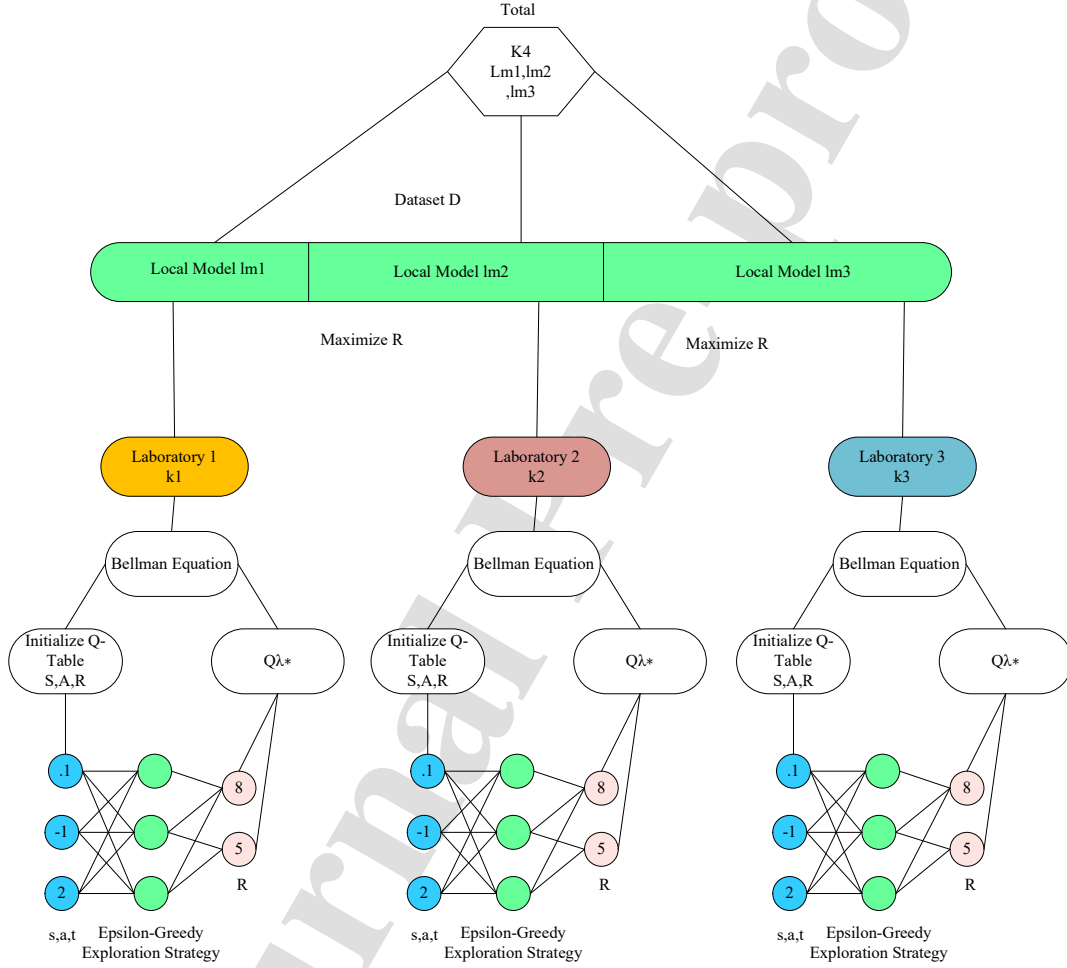 Total
K4
Lm1,lm2
,lm3
Dataset D
Local Model lm1
Local Model lm2
Local Model lm3
Maximize R
Maximize R
Laboratory 1
k1
Laboratory 2
k2
Laboratory 3
k3
Bellman Equation
Bellman Equation
Bellman Equation
Initialize Q-
Table
S,A,R
Qλ*
Initialize Q-
Table
S,A,R
Qλ*
Initialize Q-
Table
S,A,R
Qλ*
.1
8
-1
5
2
R
s,a,t
Epsilon-Greedy
Exploration Strategy
.1
8
-1
5
2
R
s,a,t
Epsilon-Greedy
Exploration Strategy
.1
8
-1
5
2
R
s,a,t
Epsilon-Greedy
Exploration Strategy
urnal pre-pro